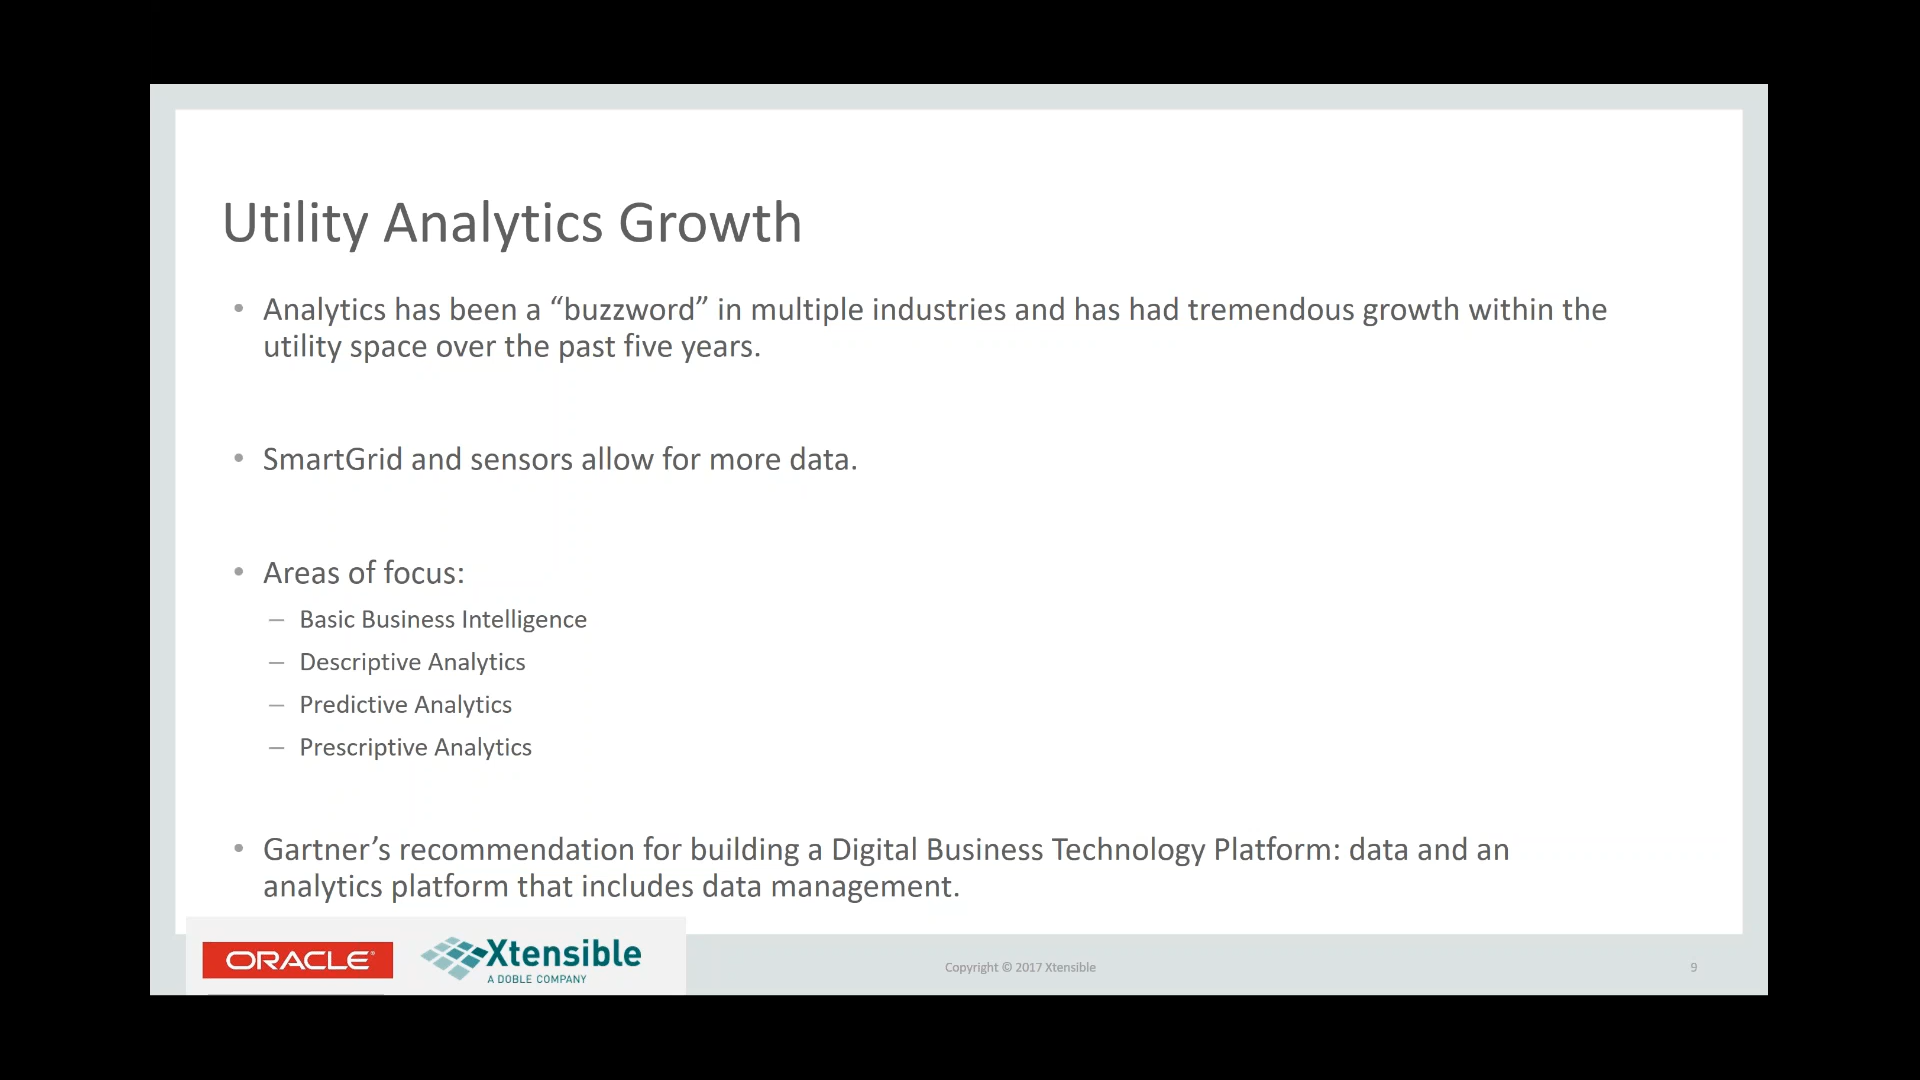 Utility Analytics Growth
• Analytics has been a “buzzword” in multiple industries and has had tremendous growth within the
utility space over the past five years.
• SmartGrid and sensors allow for more data.
• Areas of focus:
– Basic Business Intelligence
– Descriptive Analytics
– Predictive Analytics
– Prescriptive Analytics
• Gartner’s recommendation for building a Digital Business Technology Platform: data and an
analytics platform that includes data management.
ORACLE®
Xtensible
A DOBLE COMPANY
Copyright © 2017 Xtensible
9